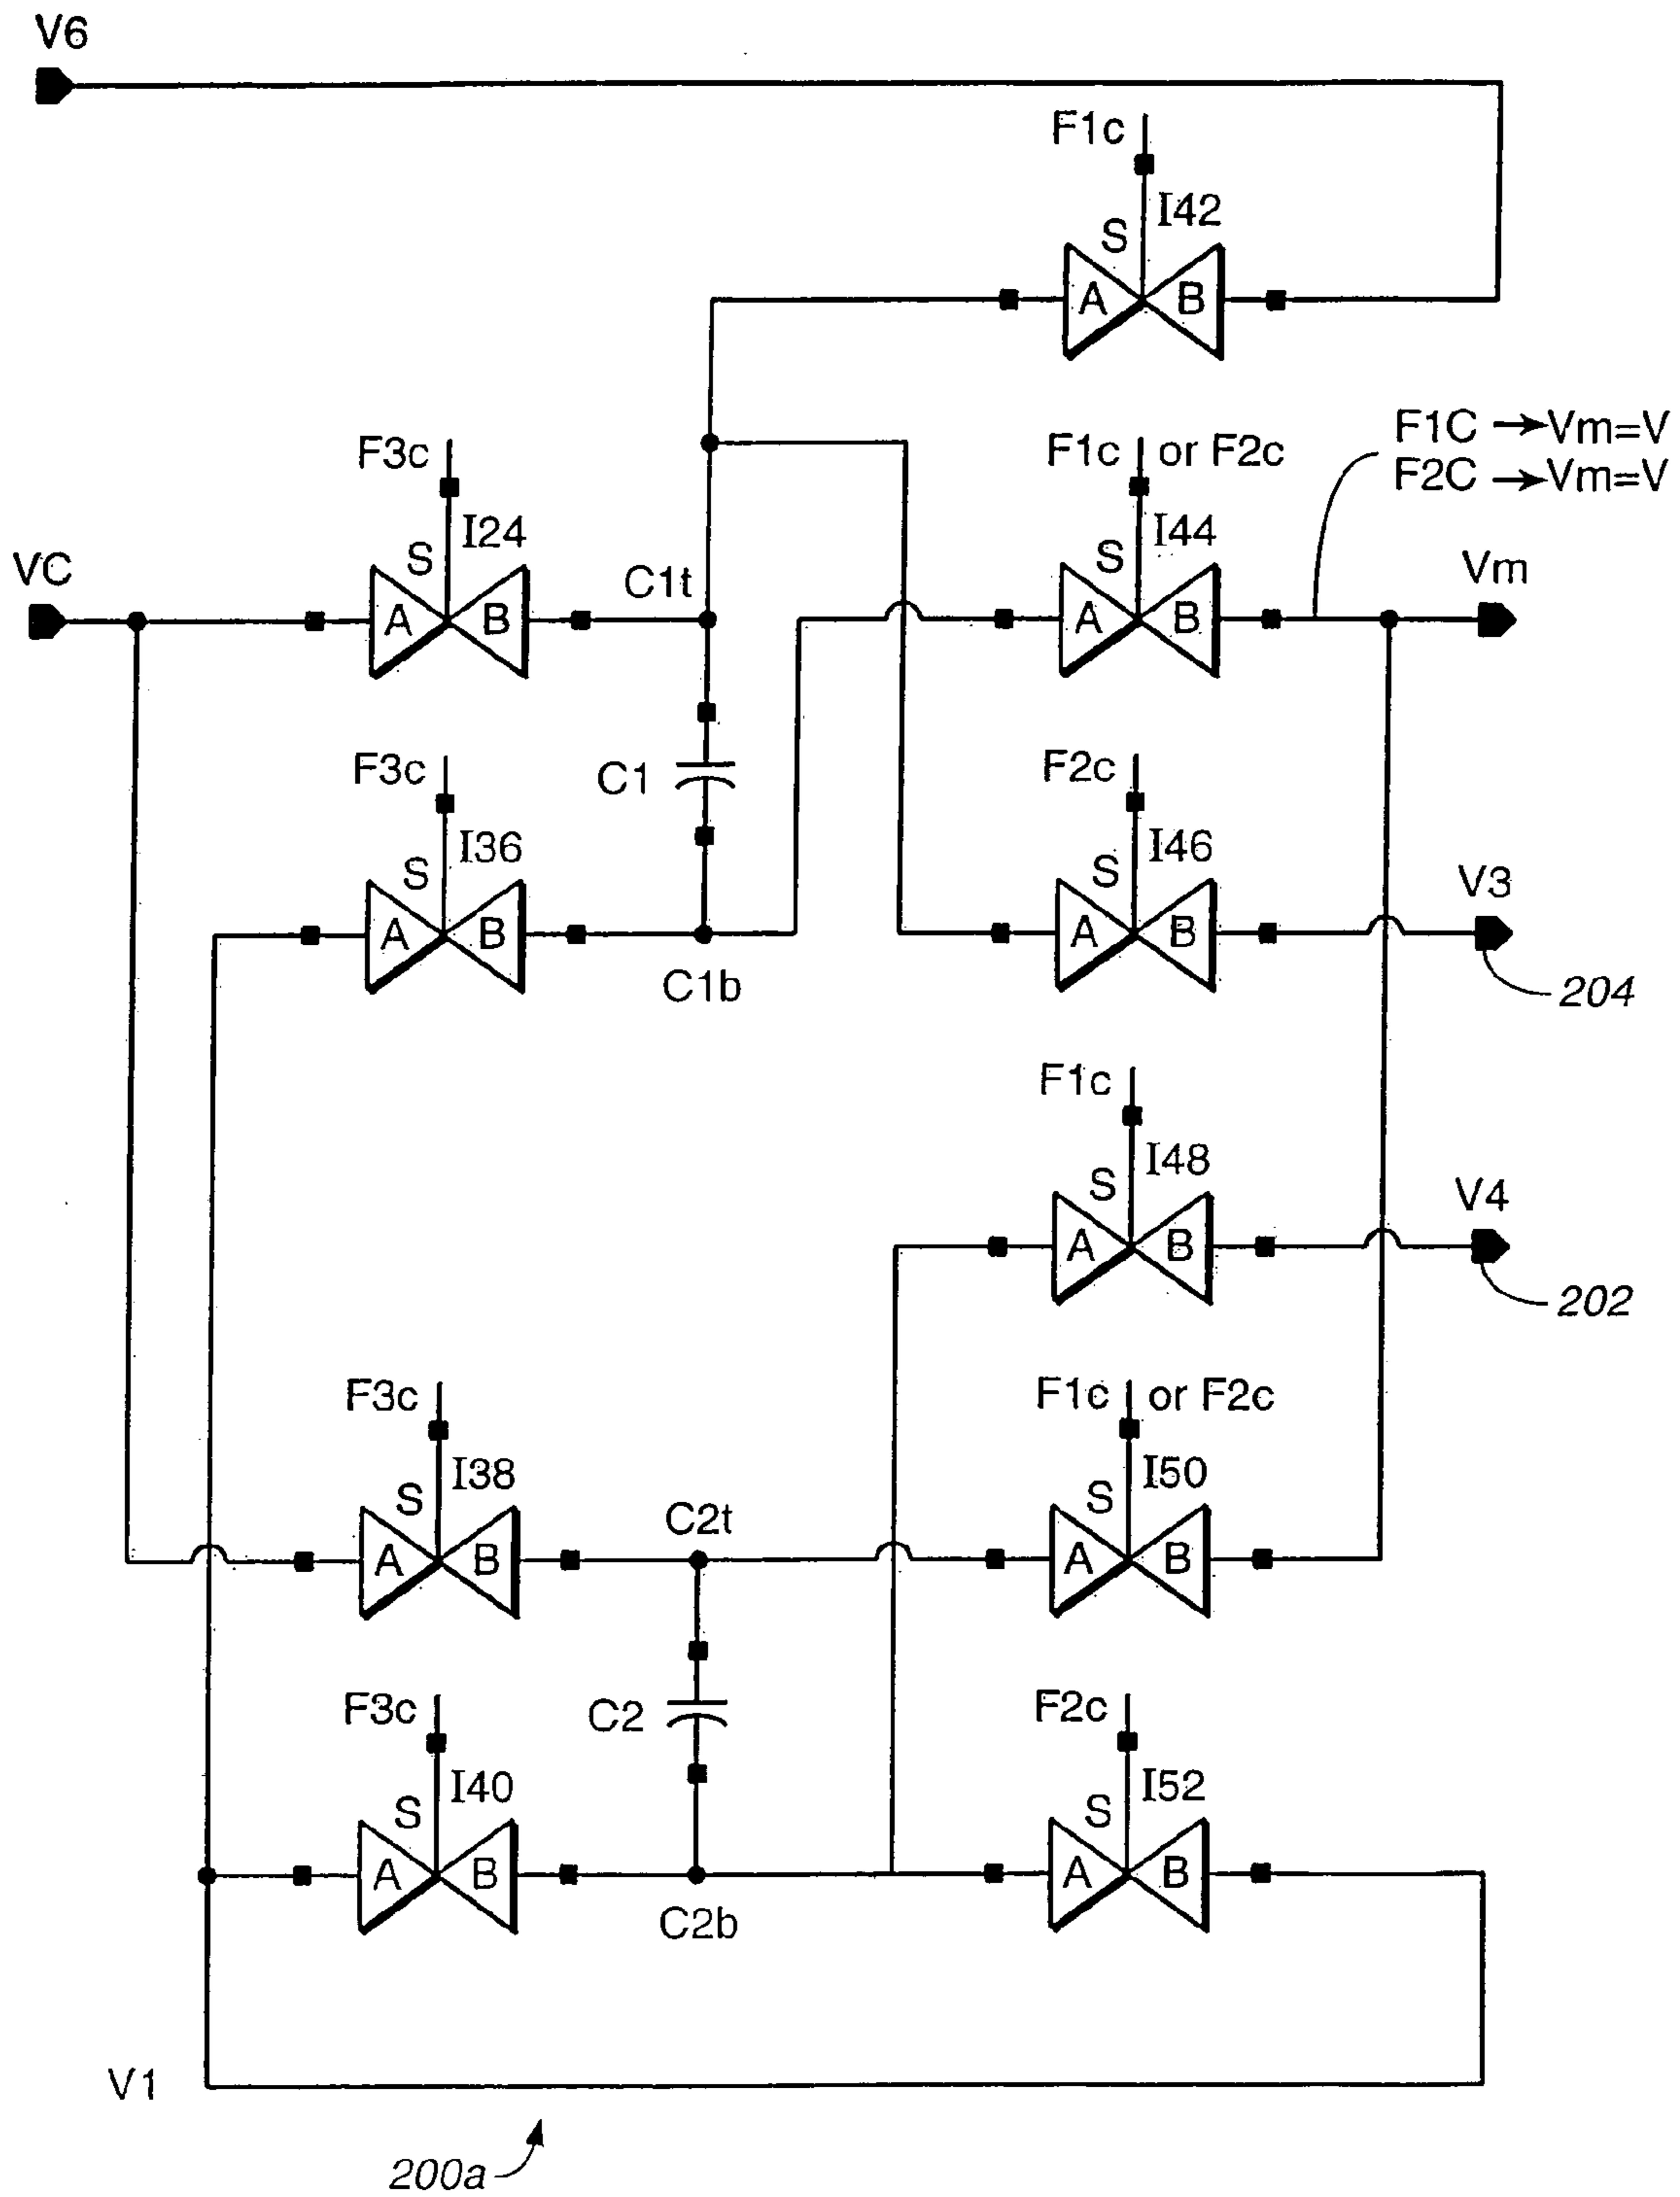 V6
F1c
S I42
A B
F1C →Vm=V
F2C →Vm=V
F3c
F1c or F2c
S I24
S I44
VC
A B
C1t
A B
Vm
F3c
C1
F2c
S I36
S I46
V3
A B
A B
C1b
204
F1c
S I48
V4
A B
202
F3c
F1c or F2c
S I38
C2t
S I50
A B
A B
F3c
C2
F2c
S I40
S I52
A B
A B
C2b
V1
200a